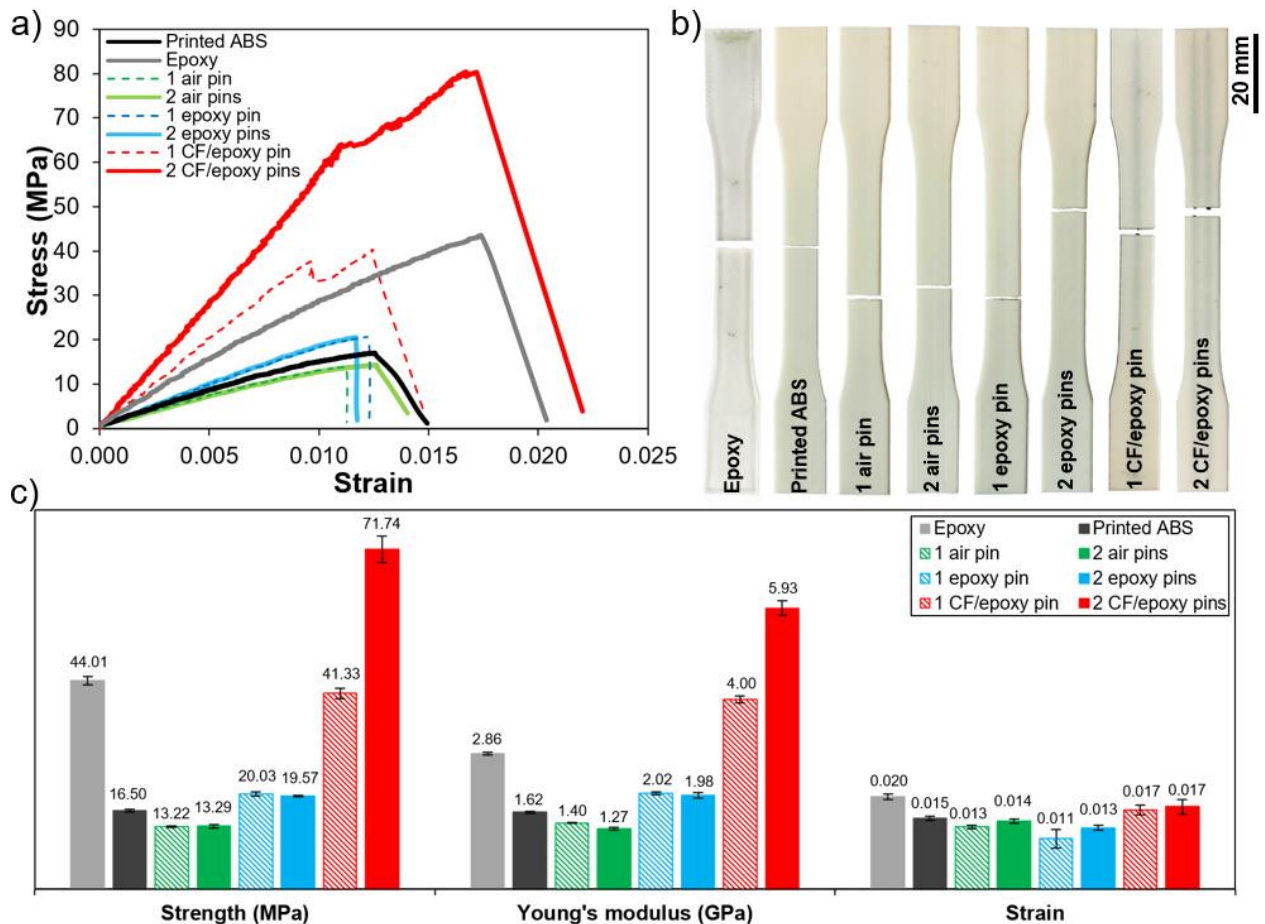 a)
90
80
70
60
50
40
30
20
10
0
Stress (MPa)
Printed ABS
Epoxy
1 air pin
2 air pins
1 epoxy pin
2 epoxy pins
1 CF/epoxy pin
2 CF/epoxy pins
0.000 0.005 0.010 0.015 0.020 0.025
Strain
b)
20 mm
Epoxy
Printed ABS
1 air pin
2 air pins
1 epoxy pin
2 epoxy pins
1 CF/epoxy pin
2 CF/epoxy pins
c)
Epoxy Printed ABS
1 air pin 2 air pins
1 epoxy pin 2 epoxy pins
1 CF/epoxy pin 2 CF/epoxy pins
44.01
16.50
13.22
13.29
20.03
19.57
41.33
71.74
2.86
1.62
1.40
1.27
2.02
1.98
4.00
5.93
0.020
0.015
0.013
0.014
0.011
0.013
0.017
0.017
Strength (MPa) Young's modulus (GPa) Strain